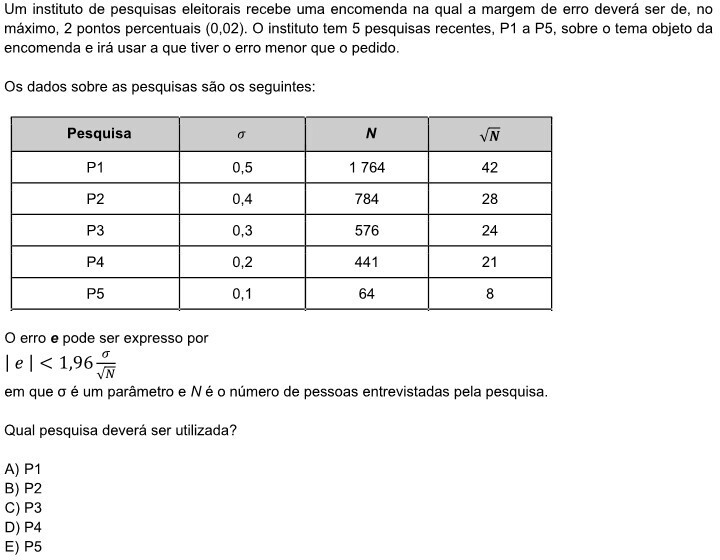 Um instituto de pesquisas eleitorais recebe uma encomenda na qual a margem de erro deverá ser de, no
máximo, 2 pontos percentuais (0,02). O instituto tem 5 pesquisas recentes, P1 a P5, sobre o tema objeto da
encomenda e irá usar a que tiver o erro menor que o pedido.
Os dados sobre as pesquisas são os seguintes:
Pesquisa σ N √N
P1 0,5 1 764 42
P2 0,4 784 28
P3 0,3 576 24
P4 0,2 441 21
P5 0,1 64 8
O erro e pode ser expresso por
| e | < 1,96 σ/√N
em que σ é um parâmetro e N é o número de pessoas entrevistadas pela pesquisa.
Qual pesquisa deverá ser utilizada?
A) P1
B) P2
C) P3
D) P4
E) P5